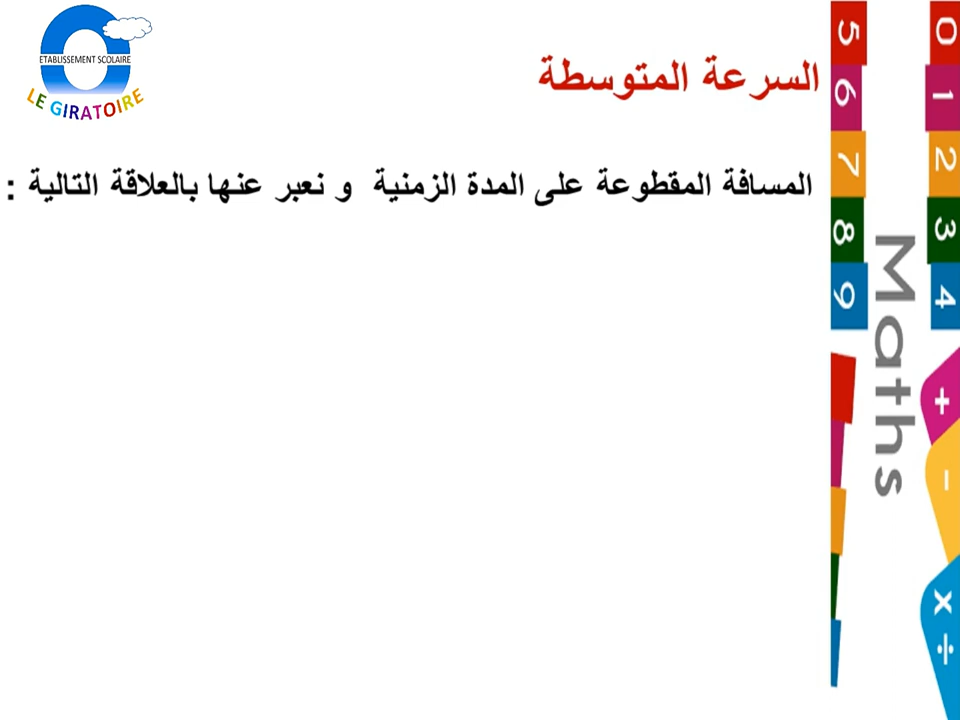 ETABLISSEMENT SCOLAIRE
LE GIRATOIRE
السرعة المتوسطة
المسافة المقطوعة على المدة الزمنية و نعبر عنها بالعلاقة التالية :
0 1 2 3 4
5 6 7 8 9
Maths
+ - x ÷